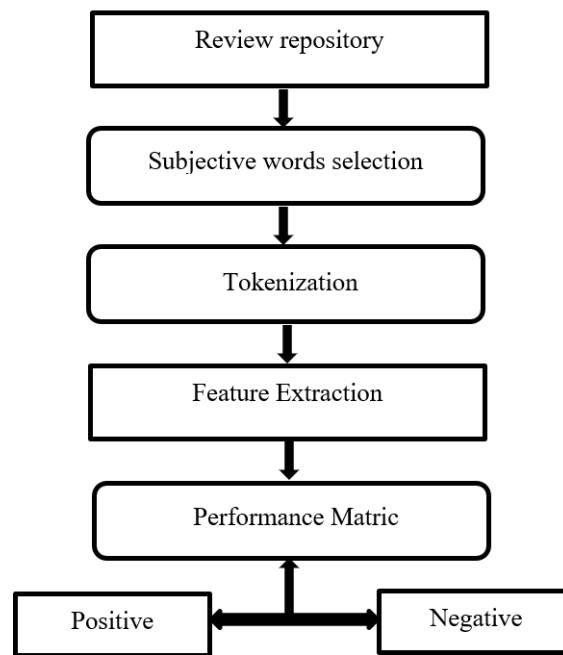 Review repository
Subjective words selection
Tokenization
Feature Extraction
Performance Matric
Positive
Negative